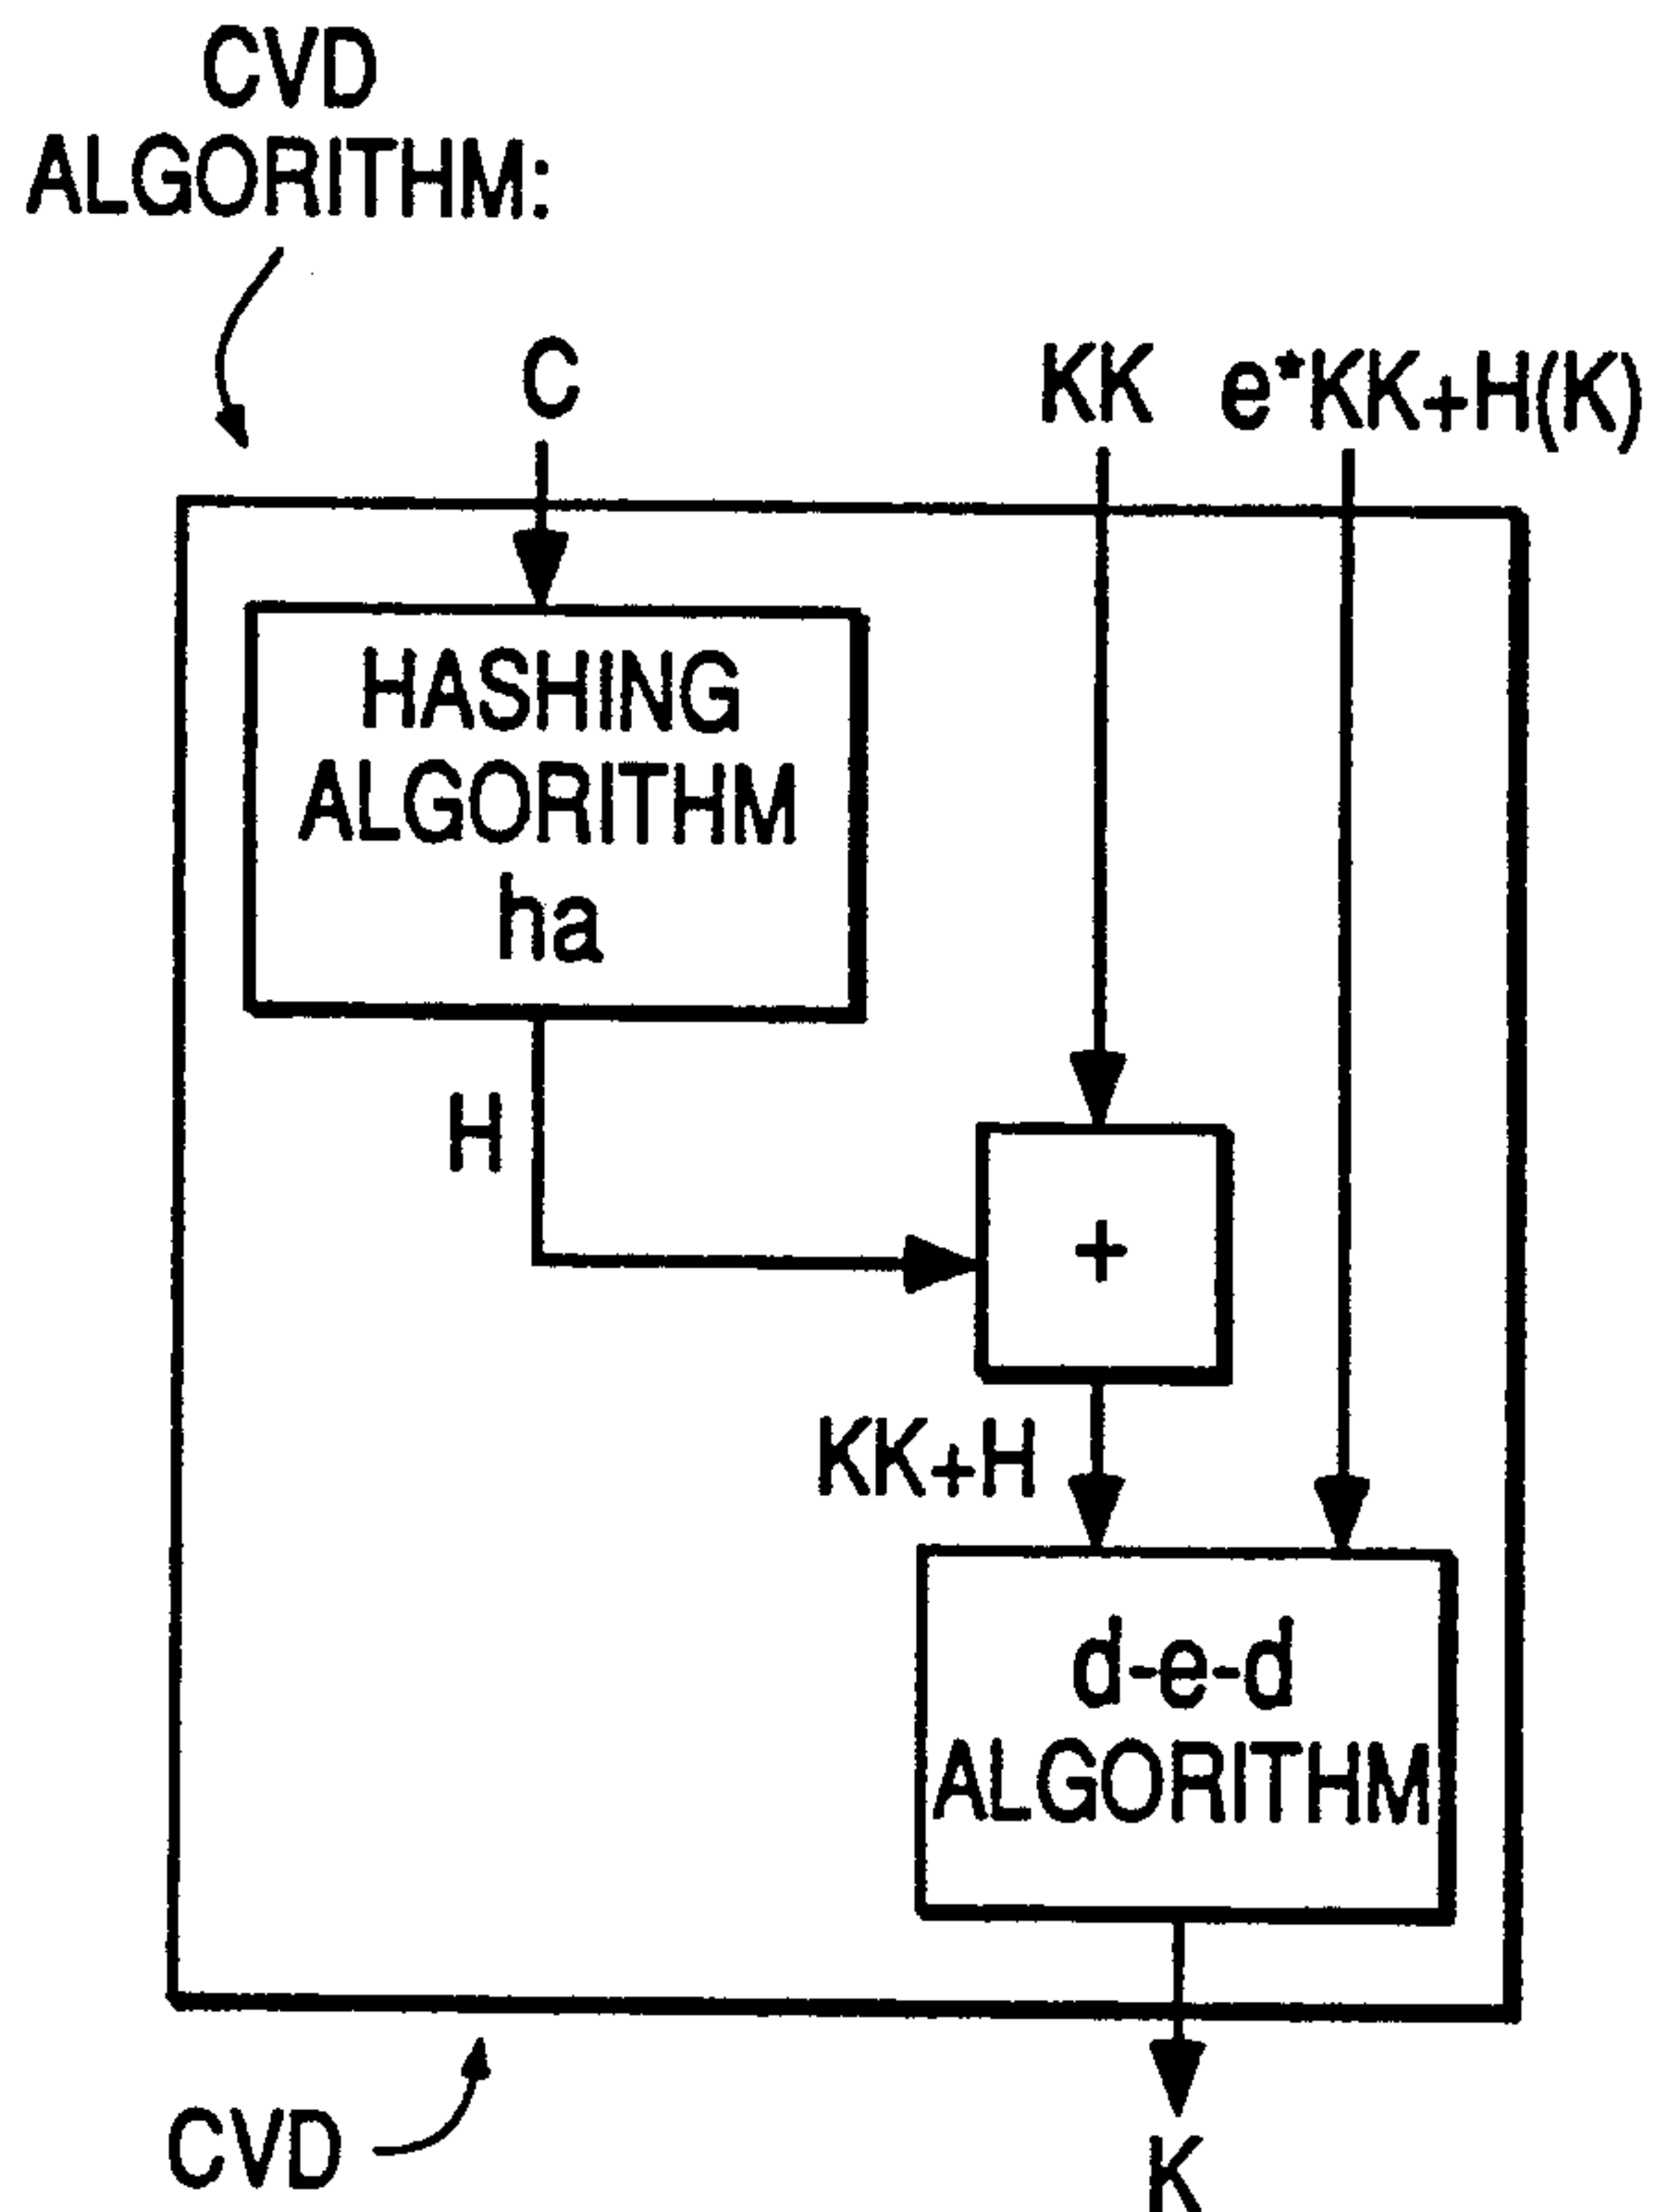 CVD
ALGORITHM:
C
KK
e*KK+H(K)
HASHING
ALGORITHM
ha
H
+
KK+H
d-e-d
ALGORITHM
CVD
K